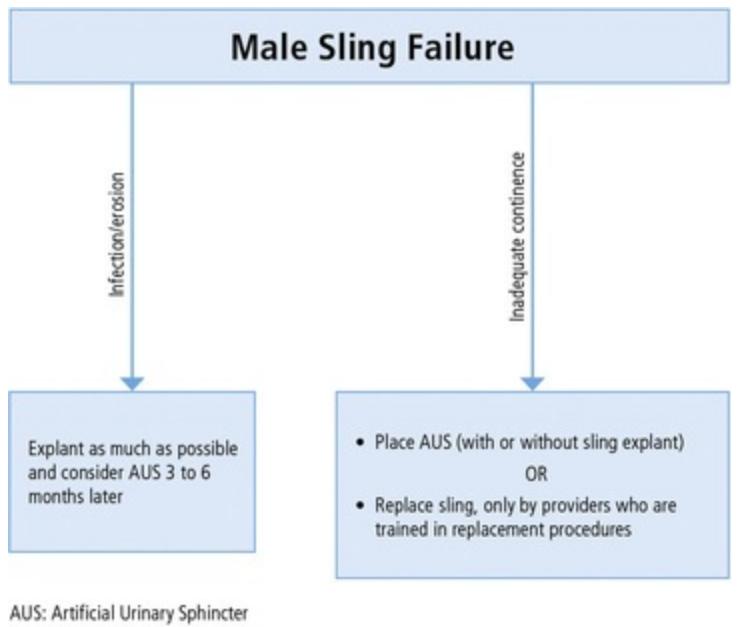 Male Sling Failure
Infection/erosion
Inadequate continence
Explant as much as possible
and consider AUS 3 to 6
months later
• Place AUS (with or without sling explant)
OR
• Replace sling, only by providers who are
trained in replacement procedures
AUS: Artificial Urinary Sphincter